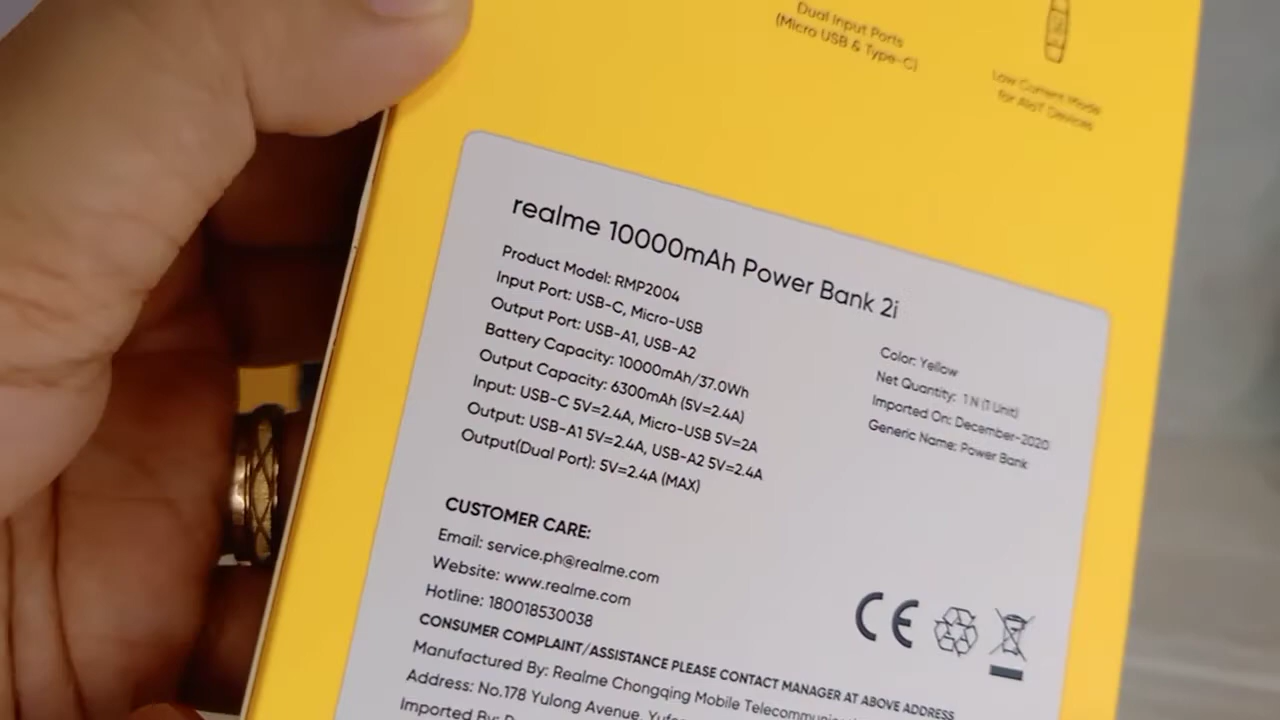 Dual Input Ports
(Micro USB & Type-C)
Low Current Mode
for AIoT Devices
realme 10000mAh Power Bank 2i
Product Model: RMP2004
Input Port: USB-C, Micro-USB
Output Port: USB-A1, USB-A2
Battery Capacity: 10000mAh/37.0Wh
Output Capacity: 6300mAh (5V=2.4A)
Input: USB-C 5V=2.4A, Micro-USB 5V=2A
Output: USB-A1 5V=2.4A, USB-A2 5V=2.4A
Output(Dual Port): 5V=2.4A (MAX)
Color: Yellow
Net Quantity: 1 N (1 Unit)
Imported On: December-2020
Generic Name: Power Bank
CUSTOMER CARE:
Email: service.ph@realme.com
Website: www.realme.com
Hotline: 180018530038
CE
CONSUMER COMPLAINT/ASSISTANCE PLEASE CONTACT MANAGER AT ABOVE ADDRESS
Manufactured By: Realme Chongqing Mobile
Address: No.178 Yulong Avenue,
Imported By: